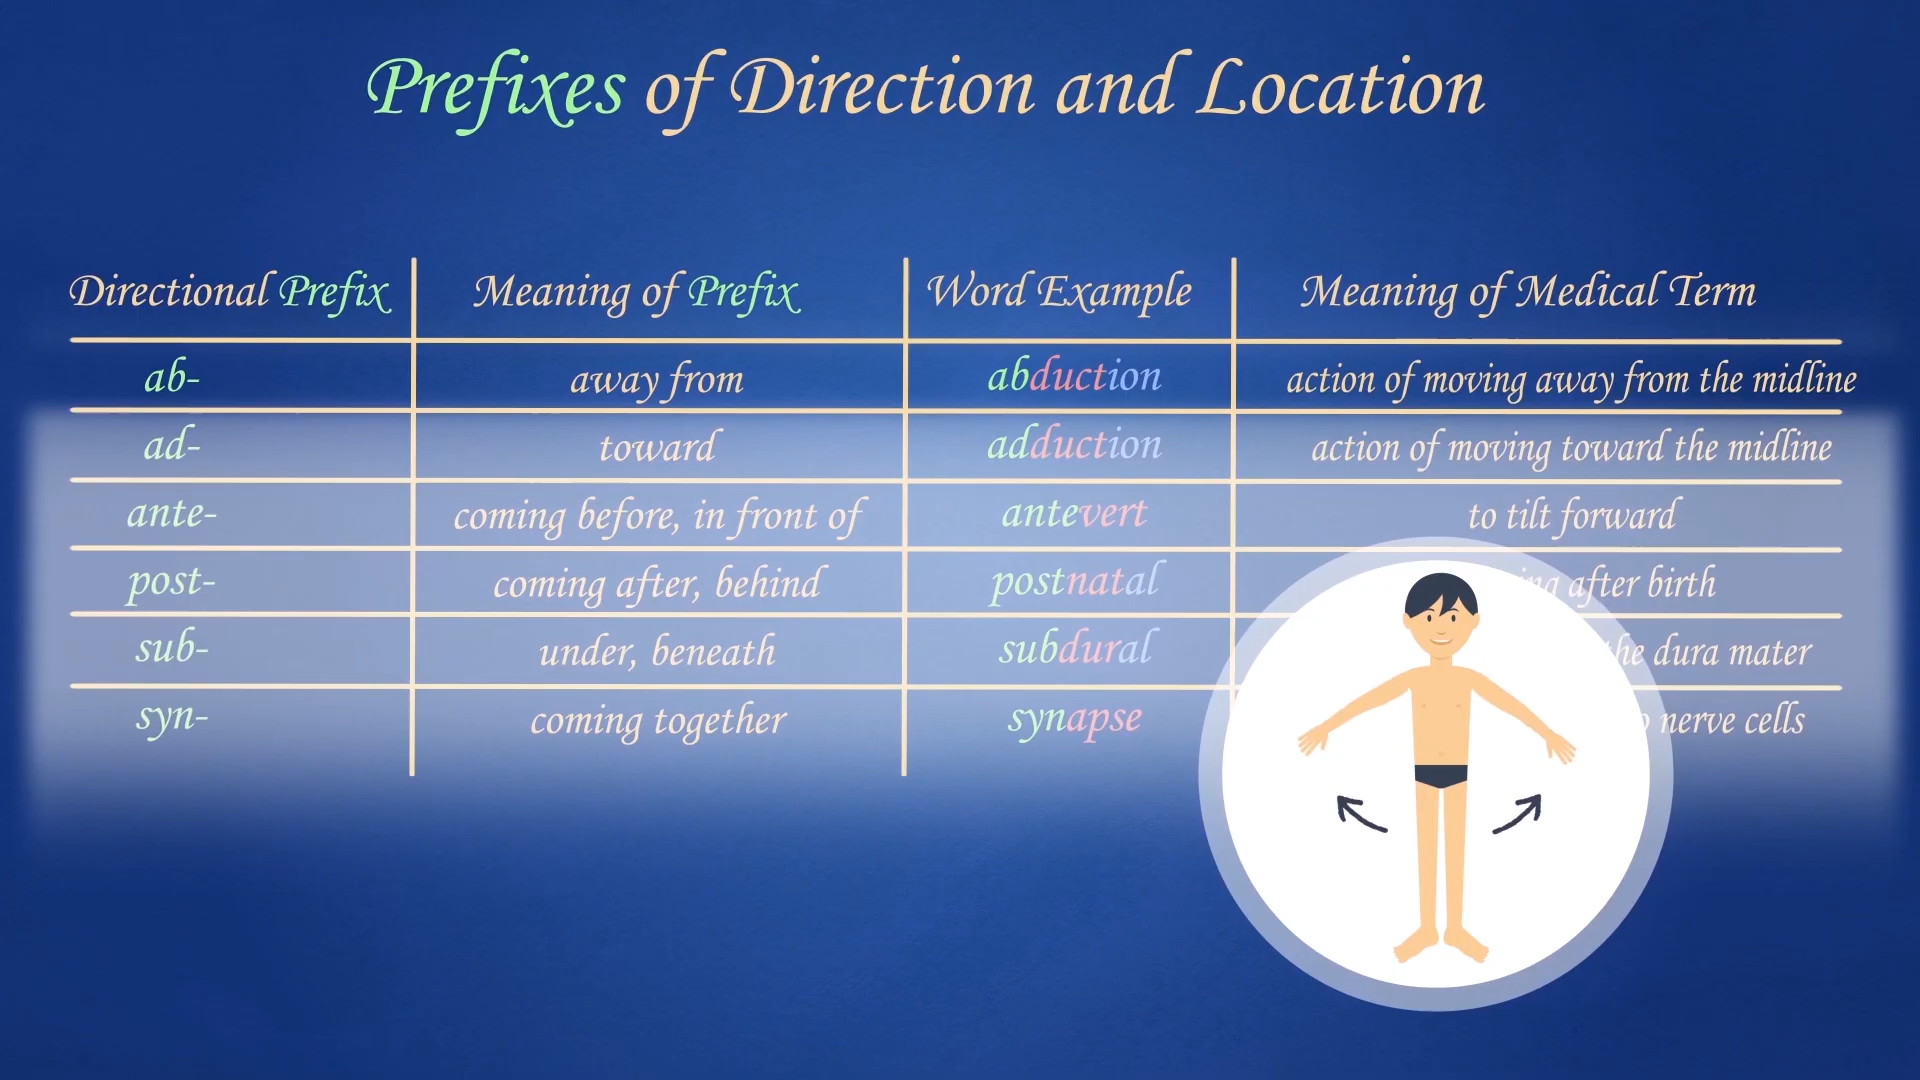 Prefixes of Direction and Location
Directional Prefix Meaning of Prefix Word Example Meaning of Medical Term
ab- away from abduction action of moving away from the midline
ad- toward adduction action of moving toward the midline
ante- coming before, in front of antevert to tilt forward
post- coming after, behind postnatal after birth
sub- under, beneath subdural the dura mater
syn- coming together synapse nerve cells